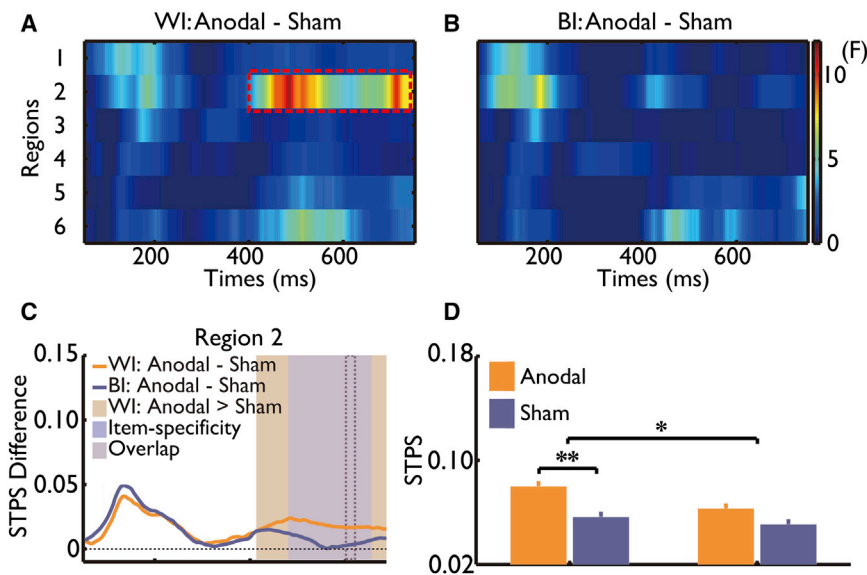 A WI: Anodal - Sham
B BI: Anodal - Sham
Regions
1
2
3
4
5
6
200 400 600
Times (ms)
200 400 600
Times (ms)
(F)
10
5
0
C Region 2
STPS Difference
0.15
0.10
0.05
0
WI: Anodal - Sham
BI: Anodal - Sham
WI: Anodal > Sham
Item-specificity
Overlap
D
STPS
0.18
0.10
0.02
Anodal
Sham
*
**